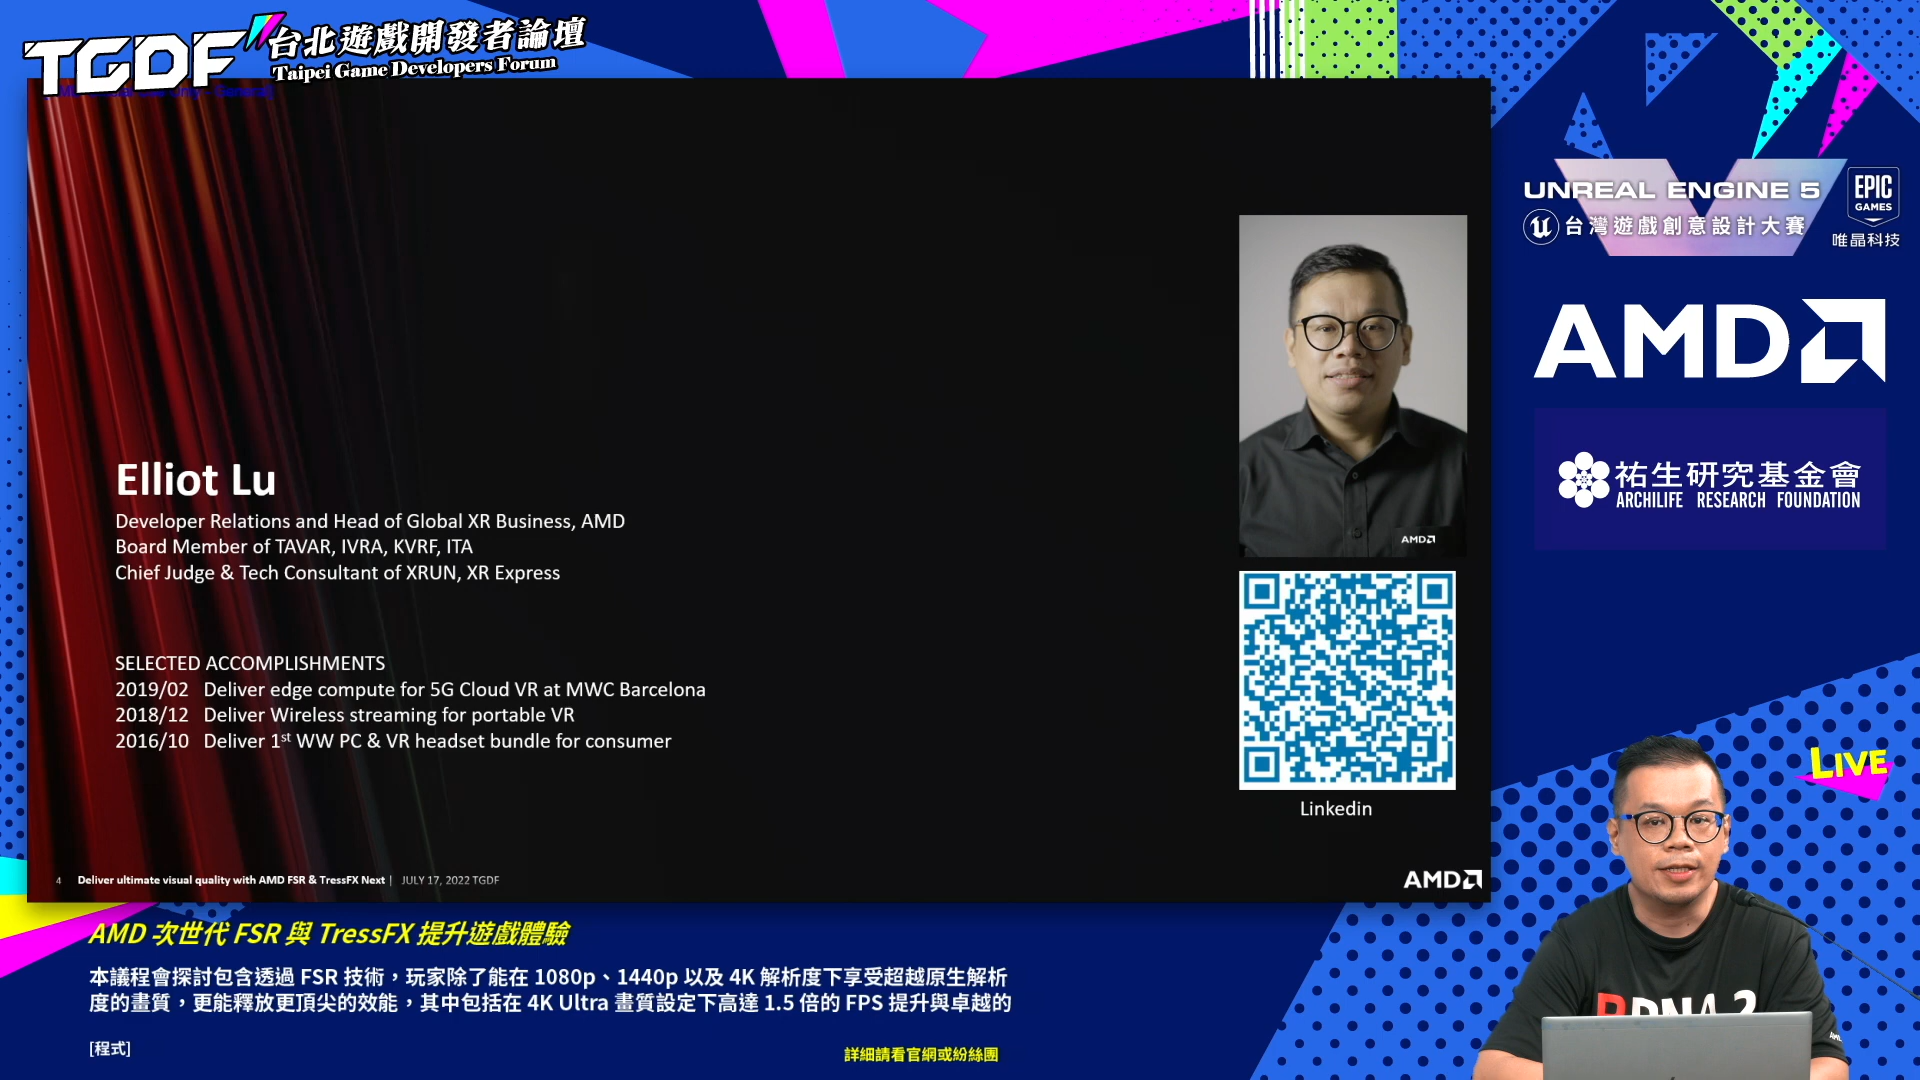 TGDF 台北遊戲開發者論壇
Taipei Game Developers Forum
UNREAL ENGINE 5
台灣遊戲創意設計大賽
EPIC
GAMES
唯晶科技
AMD
祐生研究基金會
ARCHILIFE RESEARCH FOUNDATION
AMD
Elliot Lu
Developer Relations and Head of Global XR Business, AMD
Board Member of TAVAR, IVRA, KVRF, ITA
Chief Judge & Tech Consultant of XRUN, XR Express
SELECTED ACCOMPLISHMENTS
2019/02 Deliver edge compute for 5G Cloud VR at MWC Barcelona
2018/12 Deliver Wireless streaming for portable VR
2016/10 Deliver 1st WW PC & VR headset bundle for consumer
Linkedin
4 Deliver ultimate visual quality with AMD FSR & TressFX Next | JULY 17, 2022 TGDF
AMD
LIVE
RDNA 2
AMD 次世代 FSR 與 TressFX 提升遊戲體驗
本議程會探討包含透過 FSR 技術，玩家除了能在 1080p、1440p 以及 4K 解析度下享受超越原生解析
度的畫質，更能釋放更頂尖的效能，其中包括在 4K Ultra 畫質設定下高達 1.5 倍的 FPS 提升與卓越的
[程式]
詳細請看官網或紛絲團